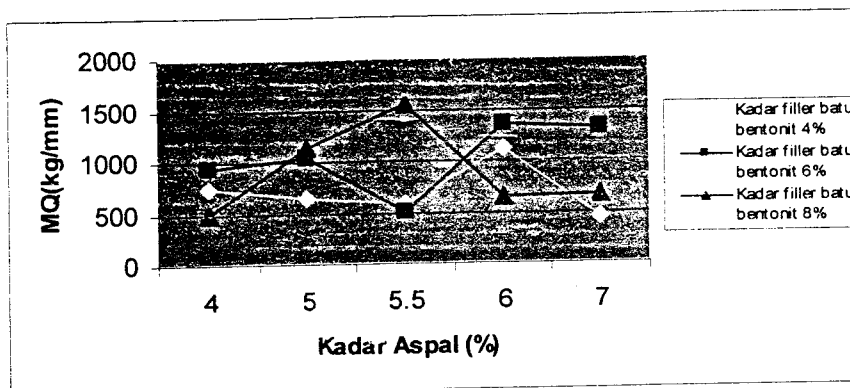 2000
1500
1000
500
0
MQ(kg/mm)
4 5 5.5 6 7
Kadar Aspal (%)
Kadar filler batu
bentonit 4%
Kadar filler batu
bentonit 6%
Kadar filler batu
bentonit 8%